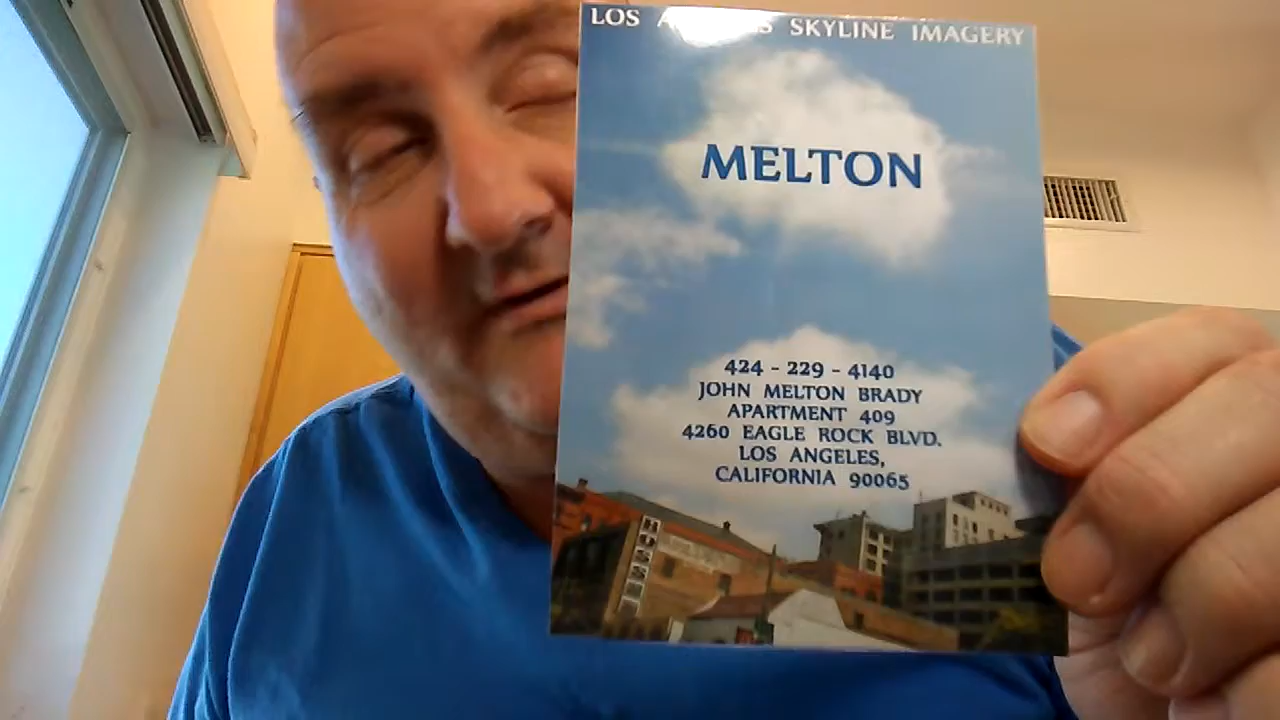 LOS SKYLINE IMAGERY
MELTON
424 - 229 - 4140
JOHN MELTON BRADY
APARTMENT 409
4260 EAGLE ROCK BLVD.
LOS ANGELES,
CALIFORNIA 90065